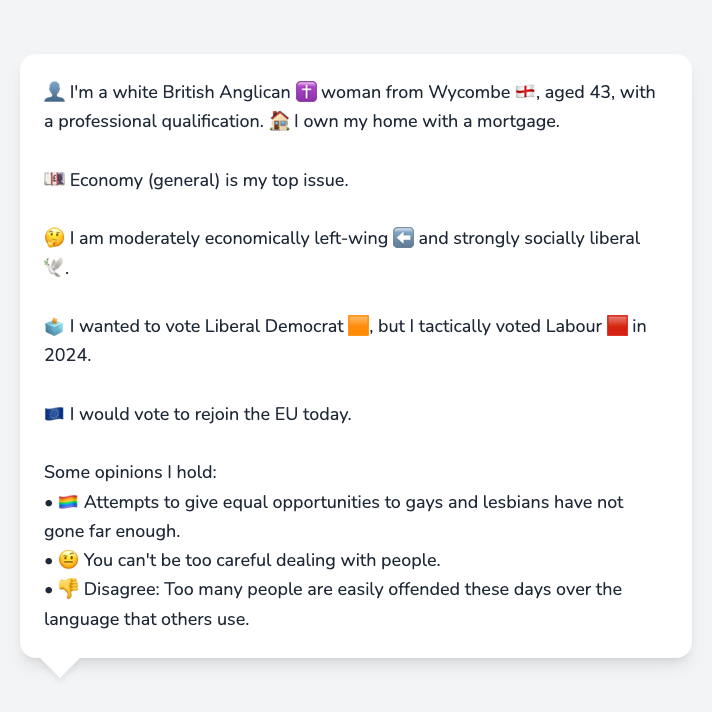 👤 I'm a white British Anglican ✝️ woman from Wycombe 🏴󠁧󠁢󠁥󠁮󠁧󠁿, aged 43, with
a professional qualification. 🏠 I own my home with a mortgage.
💷 Economy (general) is my top issue.
🤔 I am moderately economically left-wing ⬅️ and strongly socially liberal
🕊️.
🗳️ I wanted to vote Liberal Democrat 🟧, but I tactically voted Labour 🟥 in
2024.
🇪🇺 I would vote to rejoin the EU today.
Some opinions I hold:
• 🏳️‍🌈 Attempts to give equal opportunities to gays and lesbians have not
gone far enough.
• 🤨 You can't be too careful dealing with people.
• 👎 Disagree: Too many people are easily offended these days over the
language that others use.